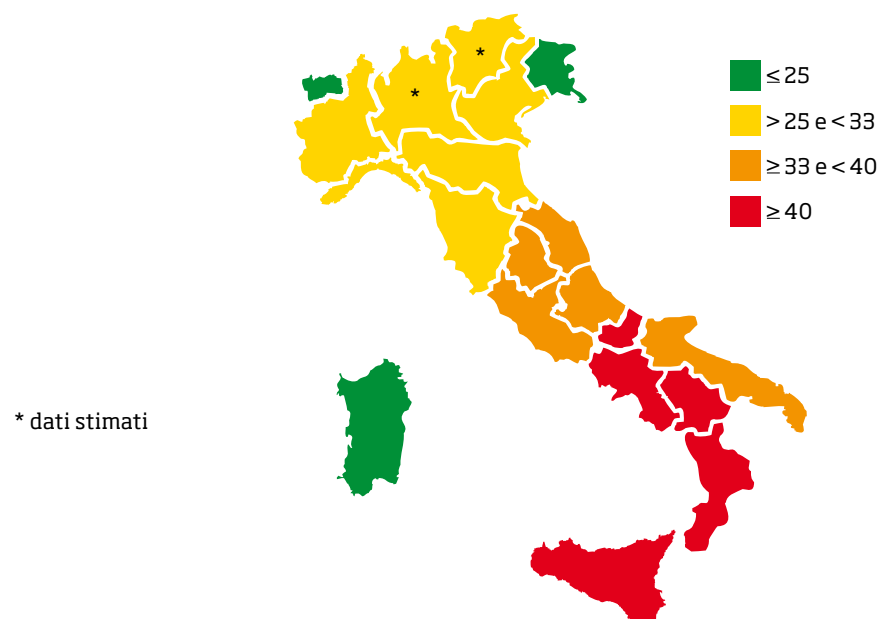 *
*
≤ 25
> 25 e < 33
≥ 33 e < 40
≥ 40
* dati stimati